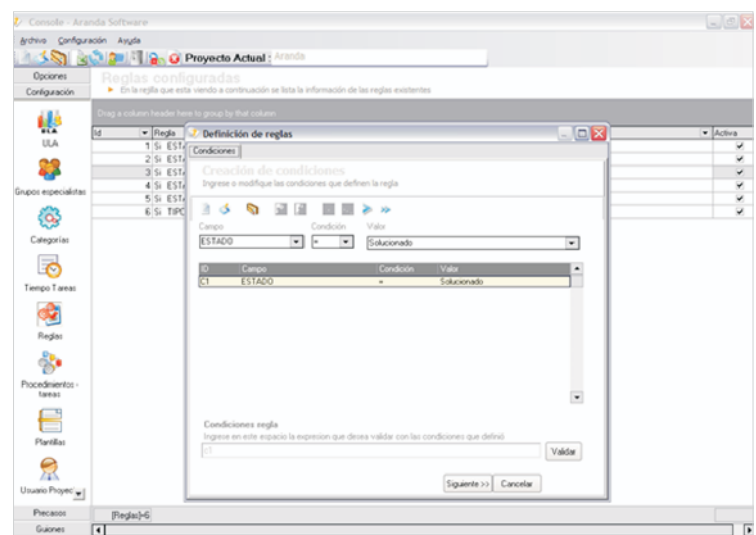 Console - Aranda Software
Archivo Configuración Ayuda
Proyecto Actual : Aranda
Opciones
Configuración
ULA
Grupos especialistas
Categorías
Tiempo Tareas
Reglas
Procedimientos - tareas
Plantillas
Usuario Proyec
Precasos
Guiones
Reglas configuradas
En la rejilla que esta viendo a continuación se lista la información de las reglas existentes
Drag a column header here to group by that column
Id Regla Activa
1 Si EST
2 Si EST
3 Si EST
4 Si EST
5 Si EST
6 Si TIPO
[Reglas]=6
Definición de reglas
Condiciones
Creación de condiciones
Ingrese o modifique las condiciones que definen la regla
Campo Condición Valor
ESTADO = Solucionado
ID Campo Condición Valor
C1 ESTADO = Solucionado
Condiciones regla
Ingrese en este espacio la expresion que desea validar con las condiciones que definió
c1
Validar
Siguiente >> Cancelar